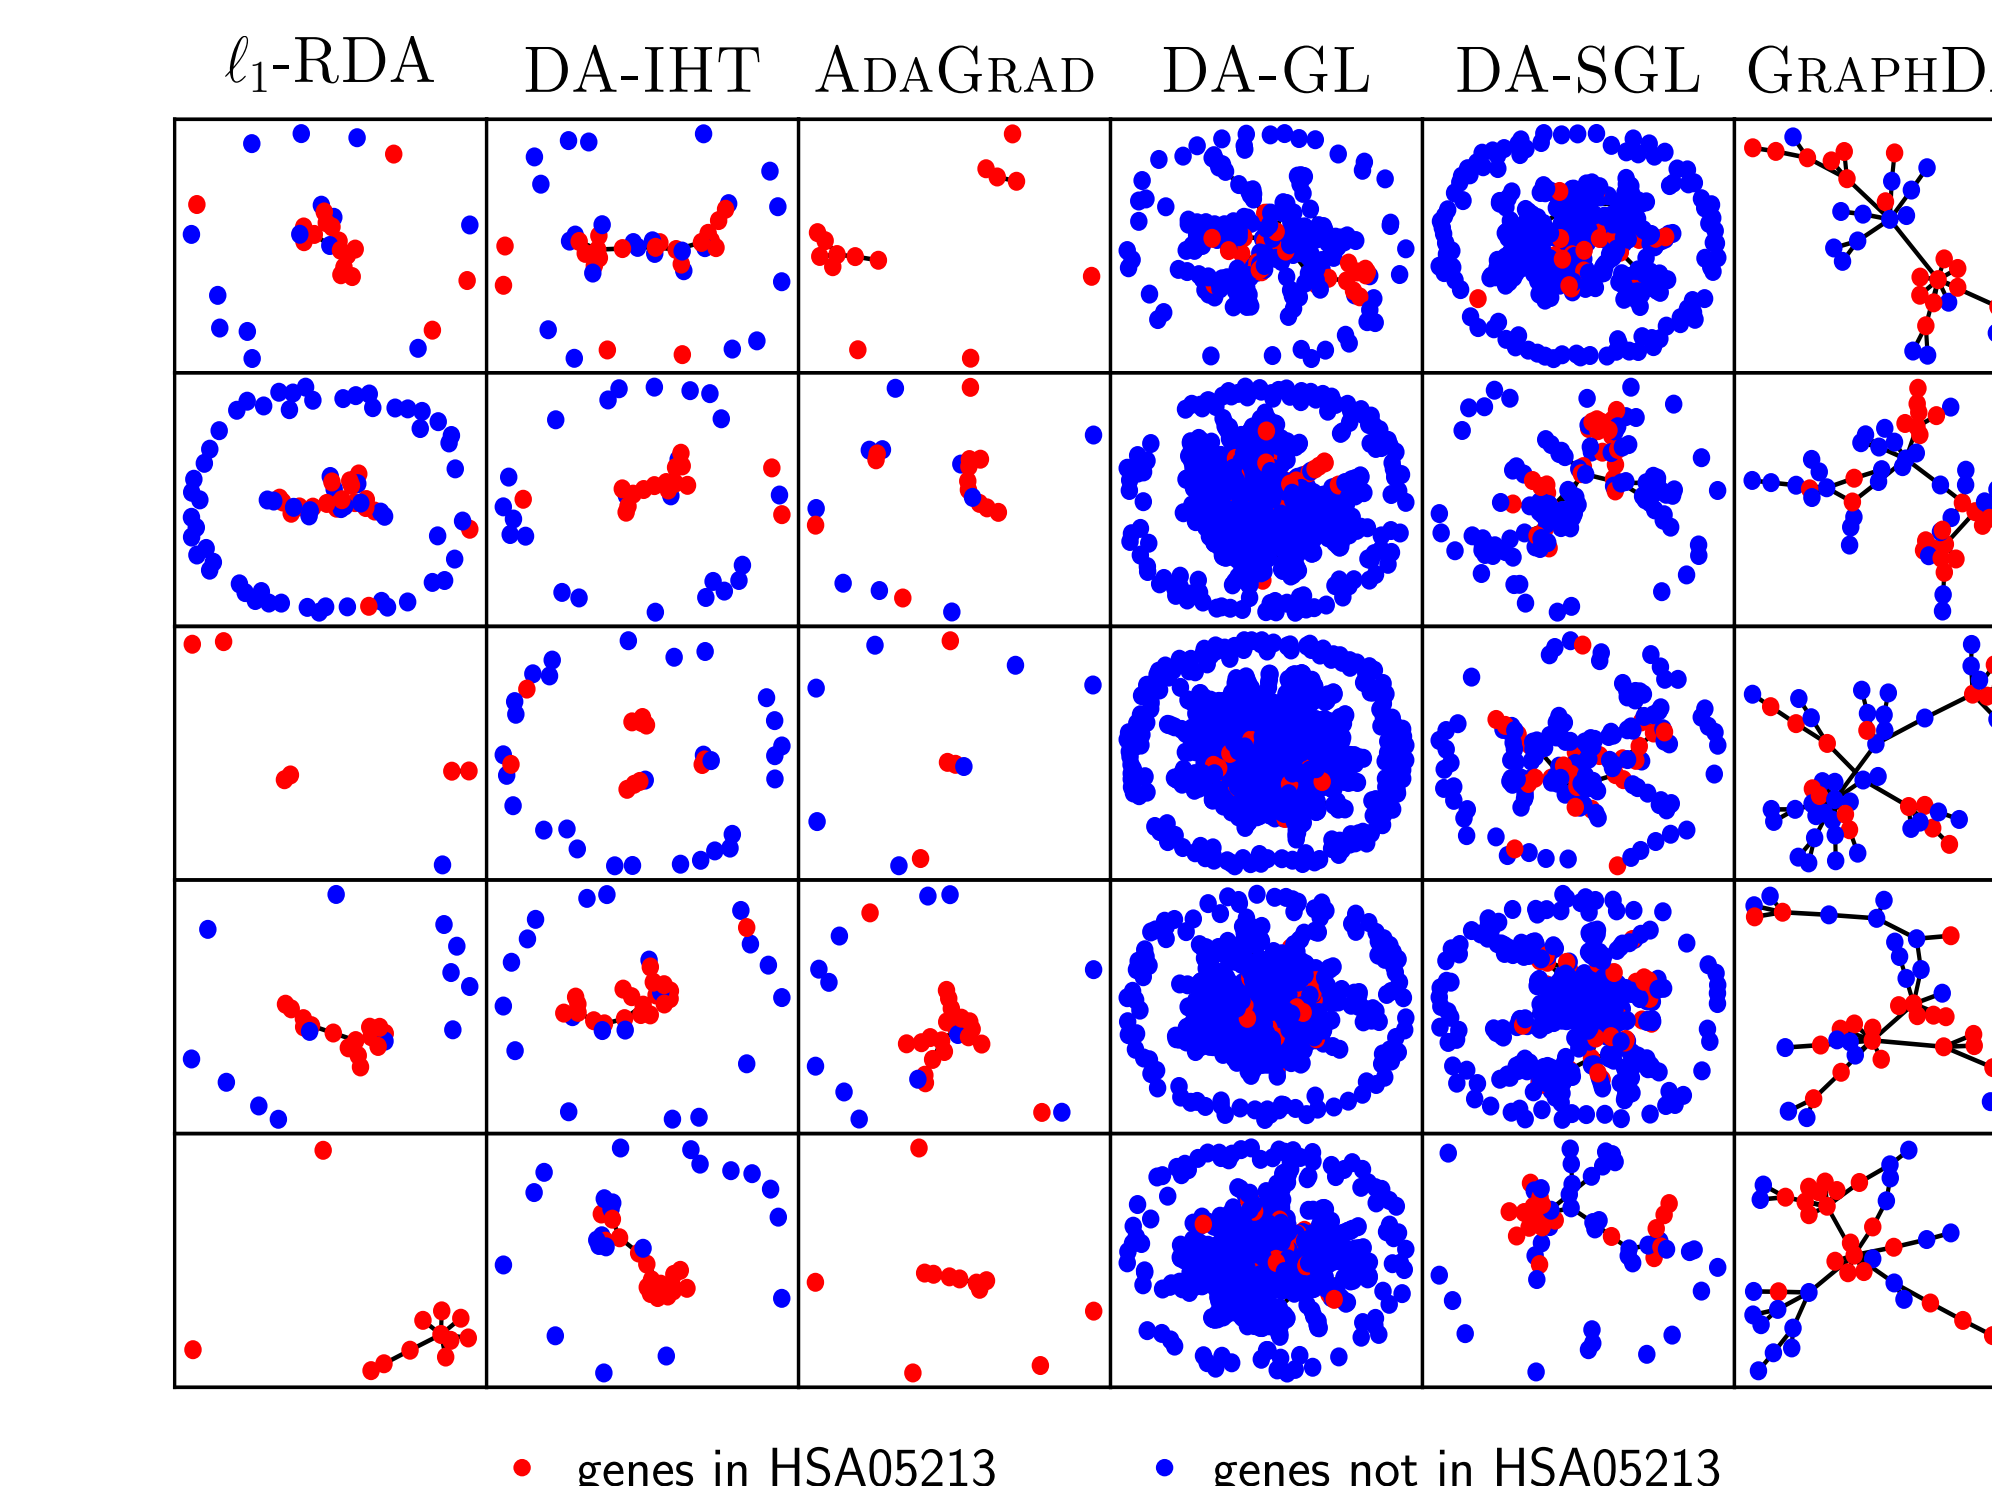 ℓ₁-RDA DA-IHT ADAGRAD DA-GL DA-SGL
genes in HSA05213 genes not in HSA05213